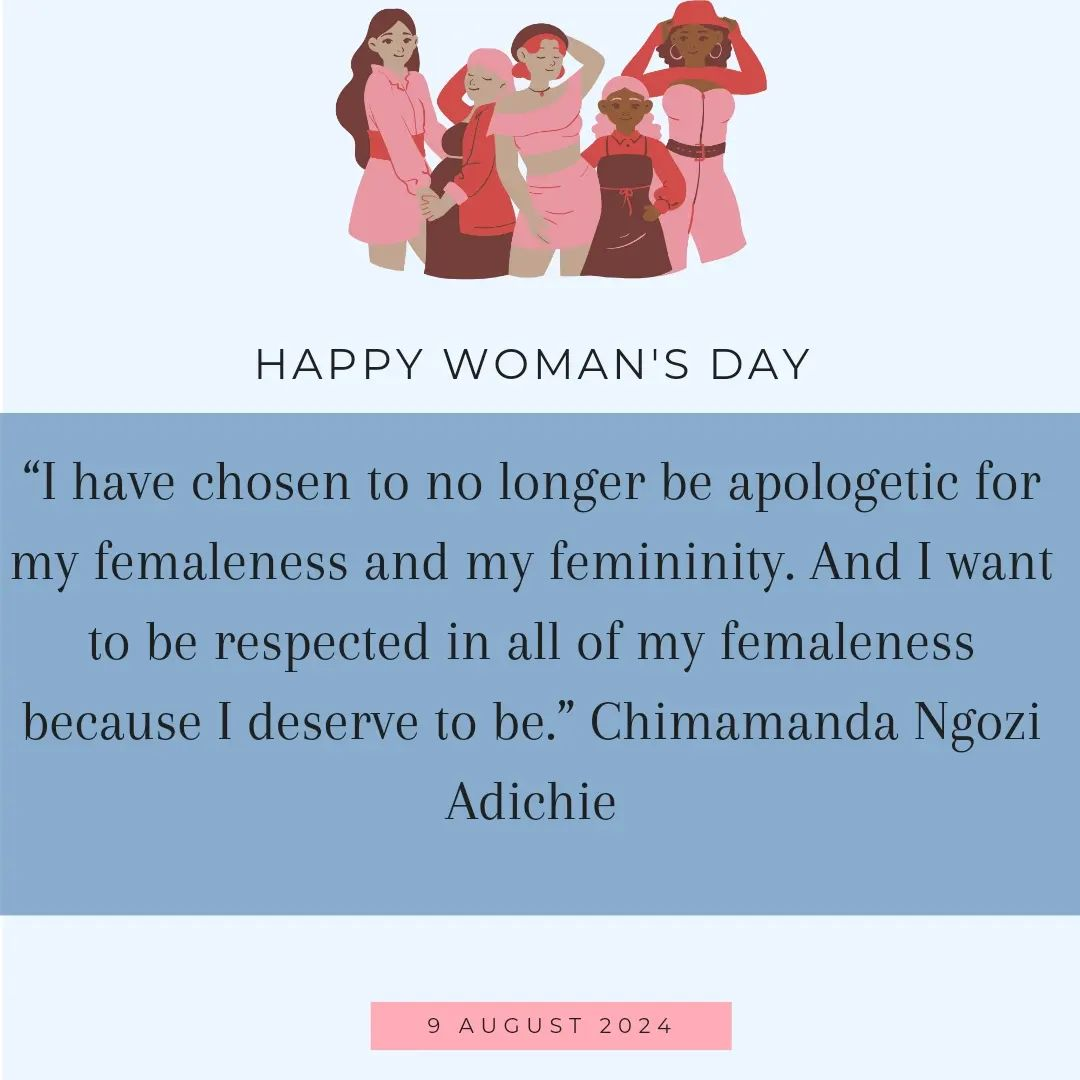 HAPPY WOMAN'S DAY
“I have chosen to no longer be apologetic for
my femaleness and my femininity. And I want
to be respected in all of my femaleness
because I deserve to be.” Chimamanda Ngozi
Adichie
9 AUGUST 2024